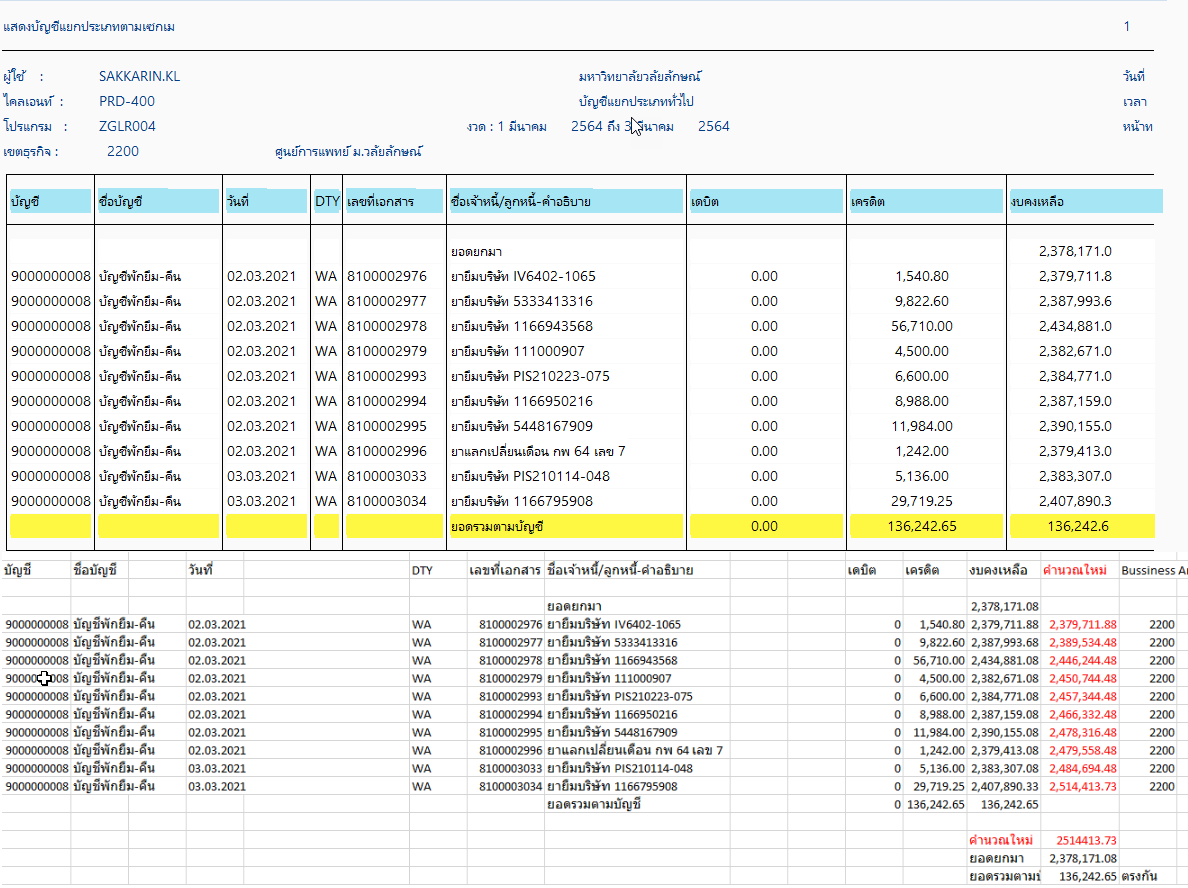 แสดงบัญชีแยกประเภทตามเซกเม 1
ผู้ใช้ : SAKKARIN.KL มหาวิทยาลัยวลัยลักษณ์ วันที่
ไคลเอนท์ : PRD-400 บัญชีแยกประเภททั่วไป เวลา
โปรแกรม : ZGLR004 งวด : 1 มีนาคม 2564 ถึง 3 มีนาคม 2564 หน้าท
เขตธุรกิจ : 2200 ศูนย์การแพทย์ ม.วลัยลักษณ์
บัญชี ชื่อบัญชี วันที่ DTY เลขที่เอกสาร ชื่อเจ้าหนี้/ลูกหนี้-คำอธิบาย เดบิต เครดิต งบคงเหลือ
ยอดยกมา 2,378,171.0
9000000008 บัญชีพักยืม-คืน 02.03.2021 WA 8100002976 ยายืมบริษัท IV6402-1065 0.00 1,540.80 2,379,711.8
9000000008 บัญชีพักยืม-คืน 02.03.2021 WA 8100002977 ยายืมบริษัท 5333413316 0.00 9,822.60 2,387,993.6
9000000008 บัญชีพักยืม-คืน 02.03.2021 WA 8100002978 ยายืมบริษัท 1166943568 0.00 56,710.00 2,434,881.0
9000000008 บัญชีพักยืม-คืน 02.03.2021 WA 8100002979 ยายืมบริษัท 111000907 0.00 4,500.00 2,382,671.0
9000000008 บัญชีพักยืม-คืน 02.03.2021 WA 8100002993 ยายืมบริษัท PIS210223-075 0.00 6,600.00 2,384,771.0
9000000008 บัญชีพักยืม-คืน 02.03.2021 WA 8100002994 ยายืมบริษัท 1166950216 0.00 8,988.00 2,387,159.0
9000000008 บัญชีพักยืม-คืน 02.03.2021 WA 8100002995 ยายืมบริษัท 5448167909 0.00 11,984.00 2,390,155.0
9000000008 บัญชีพักยืม-คืน 02.03.2021 WA 8100002996 ยาแลกเปลี่ยนเดือน กพ 64 เลข 7 0.00 1,242.00 2,379,413.0
9000000008 บัญชีพักยืม-คืน 03.03.2021 WA 8100003033 ยายืมบริษัท PIS210114-048 0.00 5,136.00 2,383,307.0
9000000008 บัญชีพักยืม-คืน 03.03.2021 WA 8100003034 ยายืมบริษัท 1166795908 0.00 29,719.25 2,407,890.3
ยอดรวมตามบัญชี 0.00 136,242.65 136,242.6
บัญชี ชื่อบัญชี วันที่ DTY เลขที่เอกสาร ชื่อเจ้าหนี้/ลูกหนี้-คำอธิบาย เดบิต เครดิต งบคงเหลือ คำนวณใหม่ Bussiness Ar
ยอดยกมา 2,378,171.08
9000000008 บัญชีพักยืม-คืน 02.03.2021 WA 8100002976 ยายืมบริษัท IV6402-1065 0 1,540.80 2,379,711.88 2,379,711.88 2200
9000000008 บัญชีพักยืม-คืน 02.03.2021 WA 8100002977 ยายืมบริษัท 5333413316 0 9,822.60 2,387,993.68 2,389,534.48 2200
9000000008 บัญชีพักยืม-คืน 02.03.2021 WA 8100002978 ยายืมบริษัท 1166943568 0 56,710.00 2,434,881.08 2,446,244.48 2200
90000 008 บัญชีพักยืม-คืน 02.03.2021 WA 8100002979 ยายืมบริษัท 111000907 0 4,500.00 2,382,671.08 2,450,744.48 2200
9000000008 บัญชีพักยืม-คืน 02.03.2021 WA 8100002993 ยายืมบริษัท PIS210223-075 0 6,600.00 2,384,771.08 2,457,344.48 2200
9000000008 บัญชีพักยืม-คืน 02.03.2021 WA 8100002994 ยายืมบริษัท 1166950216 0 8,988.00 2,387,159.08 2,466,332.48 2200
9000000008 บัญชีพักยืม-คืน 02.03.2021 WA 8100002995 ยายืมบริษัท 5448167909 0 11,984.00 2,390,155.08 2,478,316.48 2200
9000000008 บัญชีพักยืม-คืน 02.03.2021 WA 8100002996 ยาแลกเปลี่ยนเดือน กพ 64 เลข 7 0 1,242.00 2,379,413.08 2,479,558.48 2200
9000000008 บัญชีพักยืม-คืน 03.03.2021 WA 8100003033 ยายืมบริษัท PIS210114-048 0 5,136.00 2,383,307.08 2,484,694.48 2200
9000000008 บัญชีพักยืม-คืน 03.03.2021 WA 8100003034 ยายืมบริษัท 1166795908 0 29,719.25 2,407,890.33 2,514,413.73 2200
ยอดรวมตามบัญชี 0 136,242.65 136,242.65
คำนวณใหม่ 2514413.73
ยอดยกมา 2,378,171.08
ยอดรวมตามบั 136,242.65 ตรงกัน